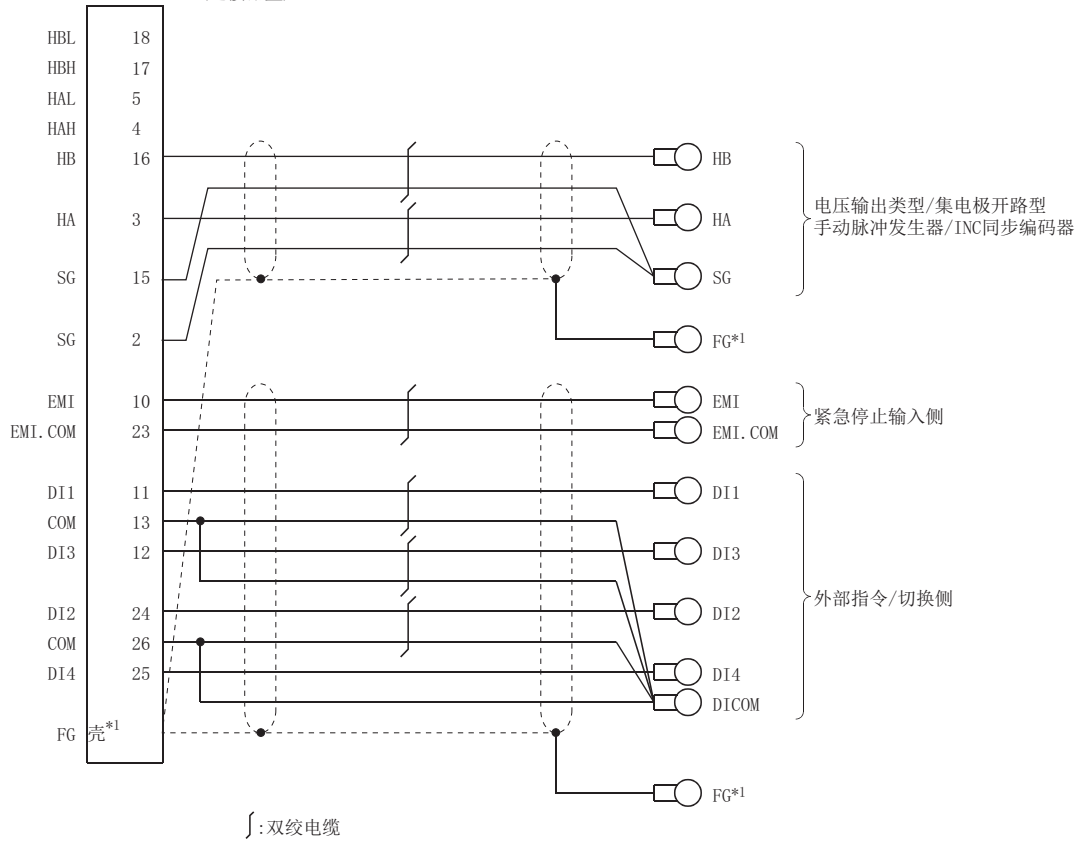 HBL 18
HBH 17
HAL 5
HAH 4
HB 16 HB
HA 3 HA
电压输出类型/集电极开路型
手动脉冲发生器/INC同步编码器
SG 15 SG
SG 2 FG*1
EMI 10 EMI
EMI.COM 23 EMI.COM
紧急停止输入侧
DI1 11 DI1
COM 13
DI3 12 DI3
外部指令/切换侧
DI2 24 DI2
COM 26
DI4 25 DI4
DICOM
FG 壳*1
FG*1
:双绞电缆